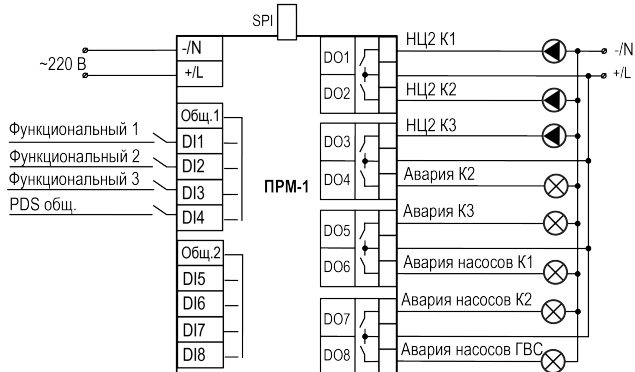 SPI
~220 В
-/N
+/L
Общ.1
Функциональный 1
DI1
Функциональный 2
DI2
Функциональный 3
DI3
PDS общ.
DI4
Общ.2
DI5
DI6
DI7
DI8
ПРМ-1
DO1
НЦ2 К1
DO2
НЦ2 К2
DO3
НЦ2 К3
DO4
Авария К2
DO5
Авария К3
DO6
Авария насосов К1
DO7
Авария насосов К2
DO8
Авария насосов ГВС
-/N
+/L